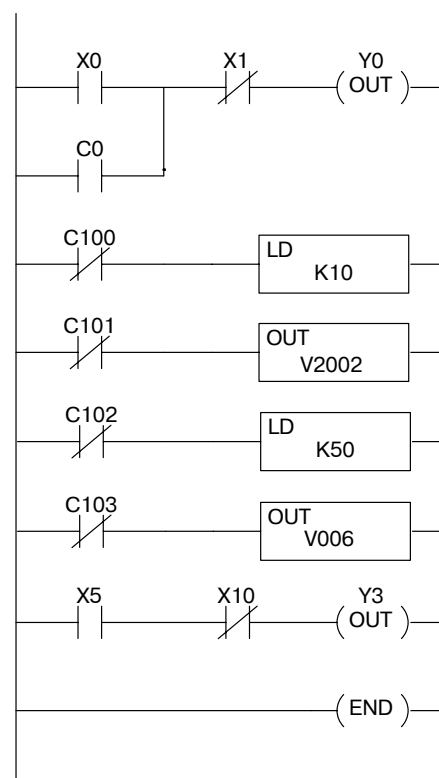 X0 X1 Y0
OUT
C0
C100
LD
K10
C101
OUT
V2002
C102
LD
K50
C103
OUT
V006
X5 X10 Y3
OUT
END